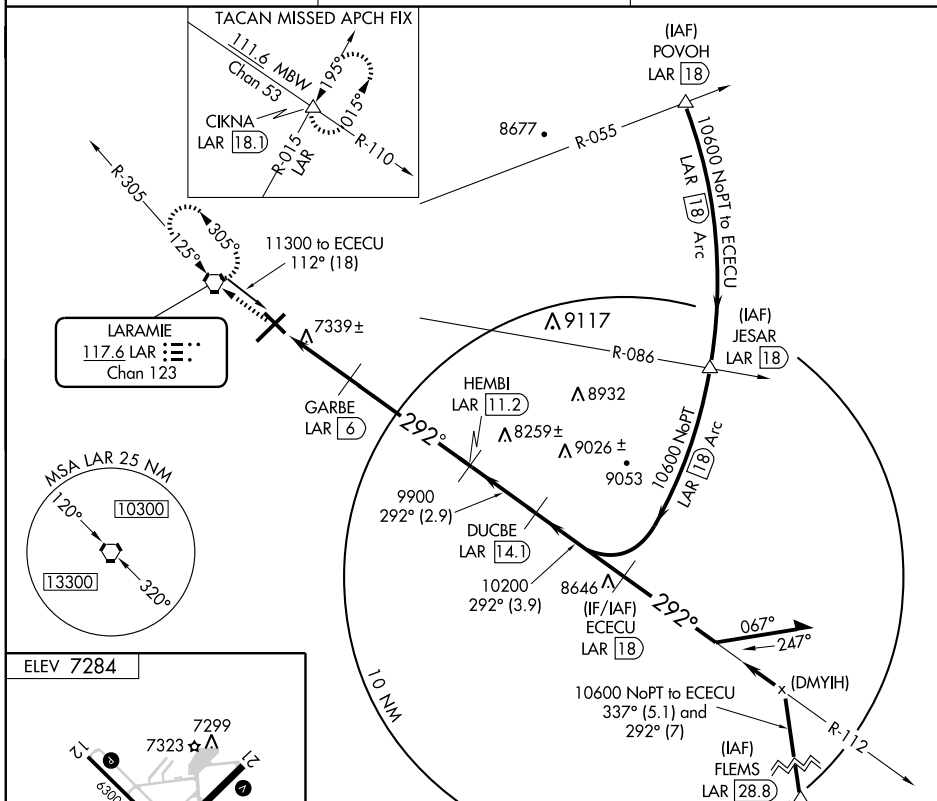 TACAN MISSED APCH FIX
111.6 MBW
Chan 53
195°
015°
CIKNA
LAR 18.1
R-015
LAR
R-110
(IAF)
POVOH
LAR 18
8677
R-055
10600 NoPT to ECECU
LAR 18 Arc
R-305
305°
125°
11300 to ECECU
112° (18)
LARAMIE
117.6 LAR
Chan 123
7339±
9117
(IAF)
JESAR
LAR 18
R-086
GARBE
LAR 6
292°
HEMBI
LAR 11.2
8932
8259±
9026 ±
9053
10600 NoPT
LAR 18 Arc
MSA LAR 25 NM
120°
10300
13300
320°
9900
292° (2.9)
DUCBE
LAR 14.1
10200
292° (3.9)
8646
(IF/IAF)
ECECU
LAR 18
292°
067°
247°
(DMYIH)
10600 NoPT to ECECU
337° (5.1) and
292° (7)
R-112
(IAF)
FLEMS
LAR 28.8
10 NM
ELEV 7284
7299
7323
12
P
21
V
6300